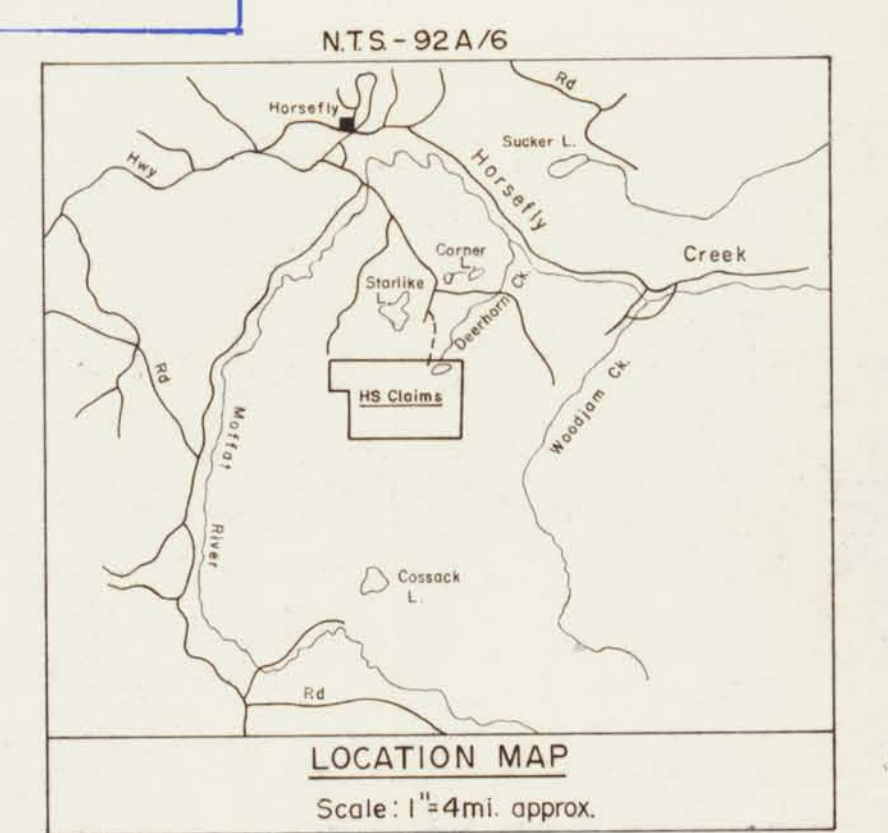 N.T.S. - 92 A/6
Rd
Horsefly
Sucker L.
Hwy
Horsefly
Creek
Corner
L.
Starlike
L.
Deerhorn Ck.
HS Claims
Rd
Woodjam Ck.
Moffat
River
Cossack
L.
Rd
LOCATION MAP
Scale: 1"=4mi. approx.